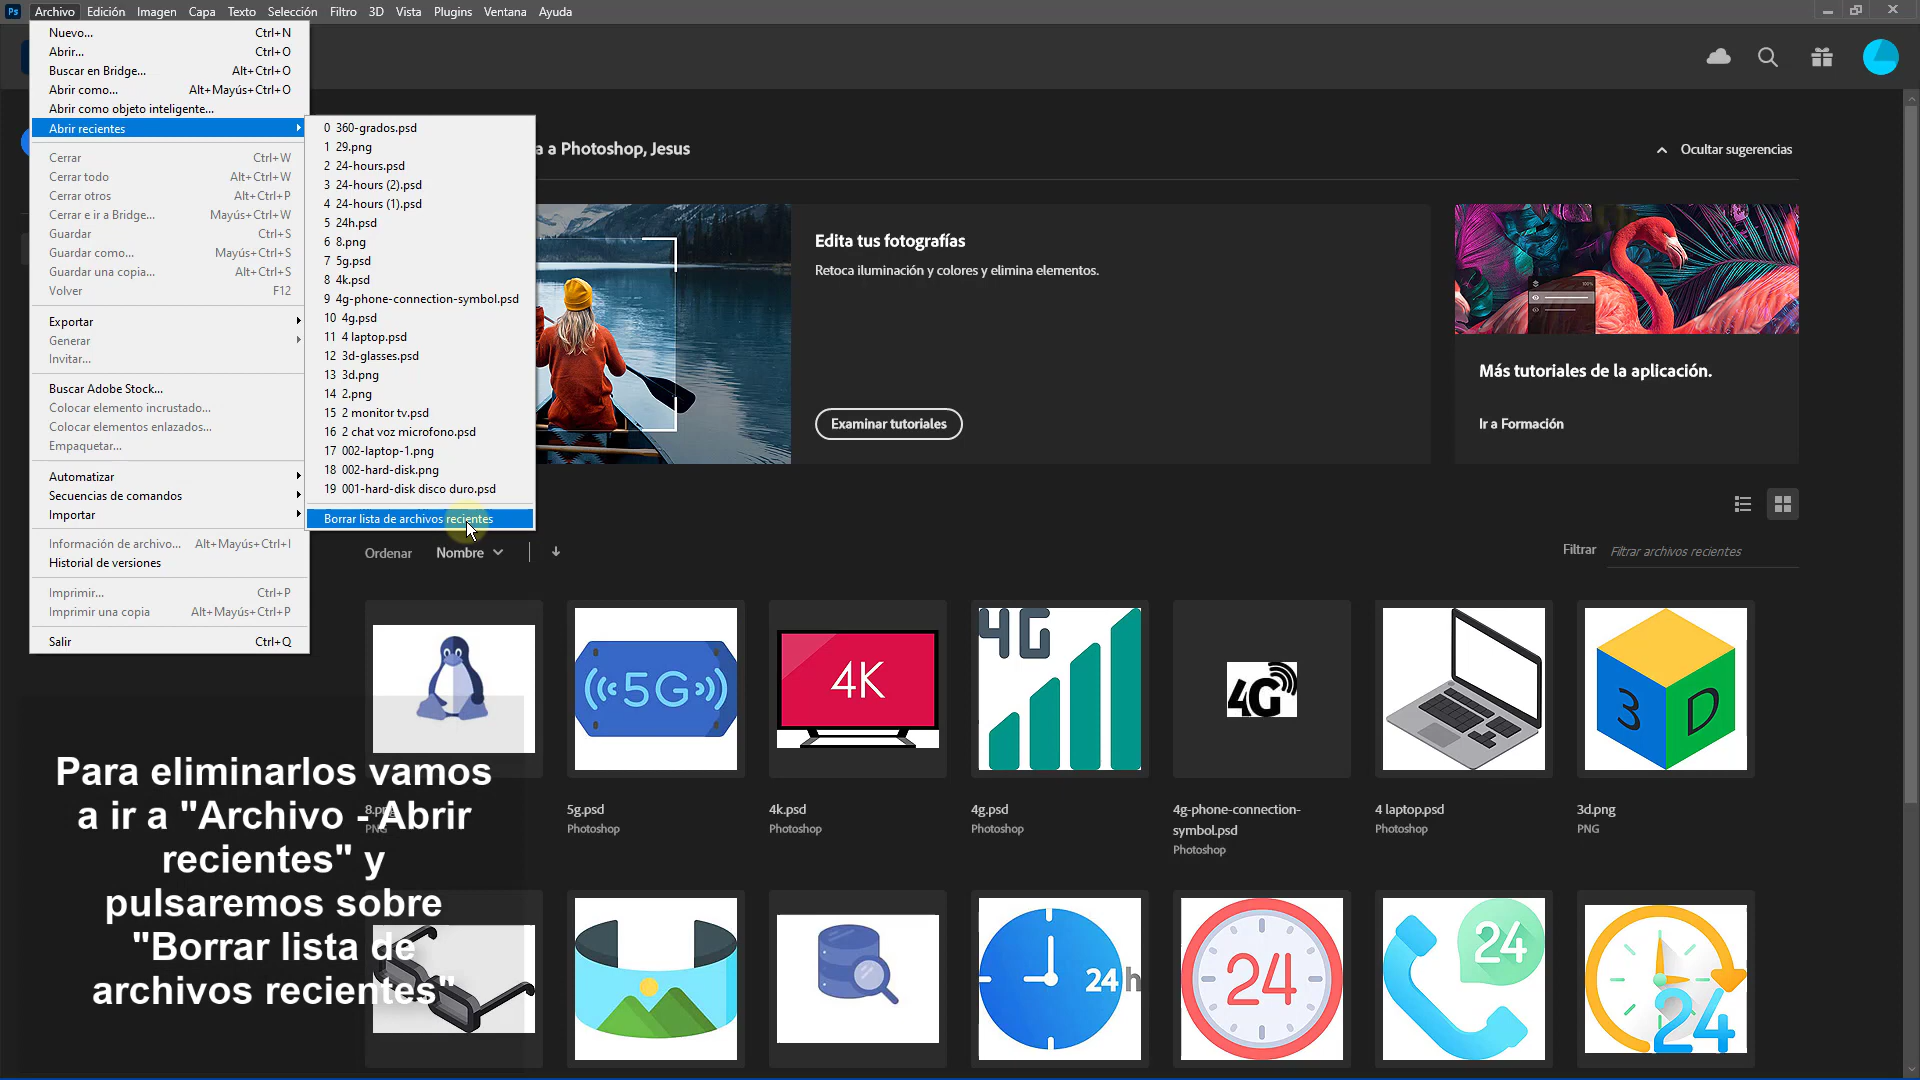 Ps Archivo Edición Imagen Capa Texto Selección Filtro 3D Vista Plugins Ventana Ayuda
Nuevo... Ctrl+N
Abrir... Ctrl+O
Buscar en Bridge... Alt+Ctrl+O
Abrir como... Alt+Mayús+Ctrl+O
Abrir como objeto inteligente...
Abrir recientes
Cerrar Ctrl+W
Cerrar todo Alt+Ctrl+W
Cerrar otros Alt+Ctrl+P
Cerrar e ir a Bridge... Mayús+Ctrl+W
Guardar Ctrl+S
Guardar como... Mayús+Ctrl+S
Guardar una copia... Alt+Ctrl+S
Volver F12
Exportar
Generar
Invitar...
Buscar Adobe Stock...
Colocar elemento incrustado...
Colocar elementos enlazados...
Empaquetar...
Automatizar
Secuencias de comandos
Importar
Información de archivo... Alt+Mayús+Ctrl+I
Historial de versiones
Imprimir... Ctrl+P
Imprimir una copia Alt+Mayús+Ctrl+P
Salir Ctrl+Q
0 360-grados.psd
1 29.png
2 24-hours.psd
3 24-hours (2).psd
4 24-hours (1).psd
5 24h.psd
6 8.png
7 5g.psd
8 4k.psd
9 4g-phone-connection-symbol.psd
10 4g.psd
11 4 laptop.psd
12 3d-glasses.psd
13 3d.png
14 2.png
15 2 monitor tv.psd
16 2 chat voz microfono.psd
17 002-laptop-1.png
18 002-hard-disk.png
19 001-hard-disk disco duro.psd
Borrar lista de archivos recientes
a a Photoshop, Jesus
Ocultar sugerencias
Edita tus fotografías
Retoca iluminación y colores y elimina elementos.
Examinar tutoriales
100%
Más tutoriales de la aplicación.
Ir a Formación
Ordenar Nombre
Filtrar Filtrar archivos recientes
5G
4K
4G
4G
3 D
8.png
PNG
5g.psd
Photoshop
4k.psd
Photoshop
4g.psd
Photoshop
4g-phone-connection-
symbol.psd
Photoshop
4 laptop.psd
Photoshop
3d.png
PNG
24h
24
24
24
Para eliminarlos vamos
a ir a "Archivo - Abrir
recientes" y
pulsaremos sobre
"Borrar lista de
archivos recientes"